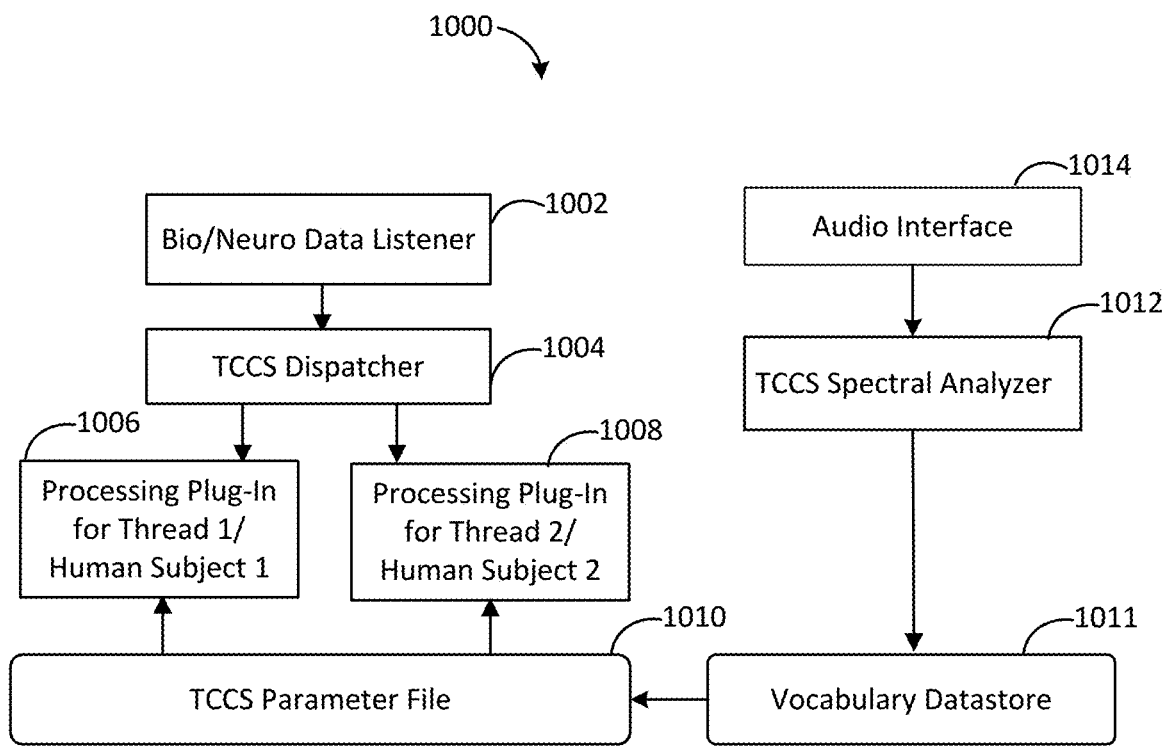 1000
1014
Audio Interface
1002
Bio/Neuro Data Listener
1012
TCCS Spectral Analyzer
1004
TCCS Dispatcher
1006
Processing Plug-In
for Thread 1/
Human Subject 1
1008
Processing Plug-In
for Thread 2/
Human Subject 2
1010
TCCS Parameter File
1011
Vocabulary Datastore